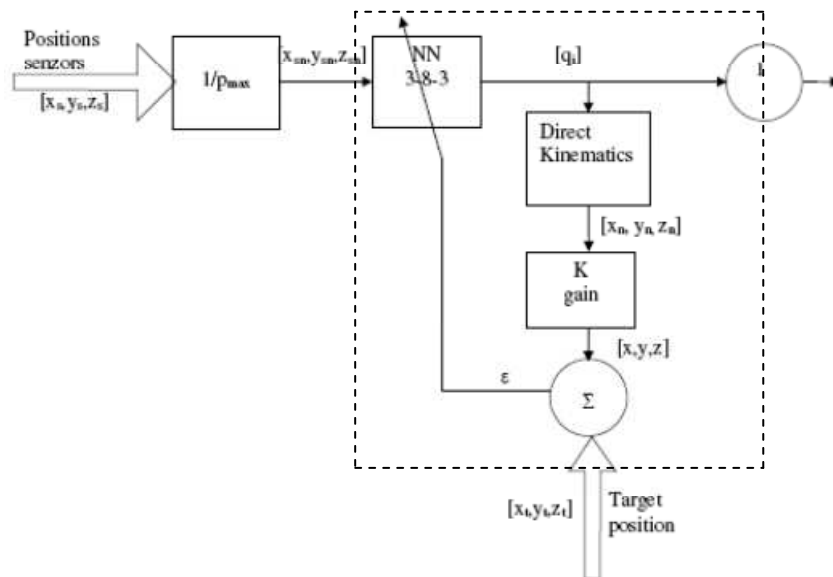 Positions
senzors
[xₛ,yₛ,zₛ]
1/pₘₐₓ
[xₛₙ,yₛₙ,zₛₙ]
NN
3-8-3
[qᵢ]
Direct
Kinematics
[xₙ, yₙ, zₙ]
K
gain
[x,y,z]
ε
Σ
[xₜ,yₜ,zₜ]
Target
position